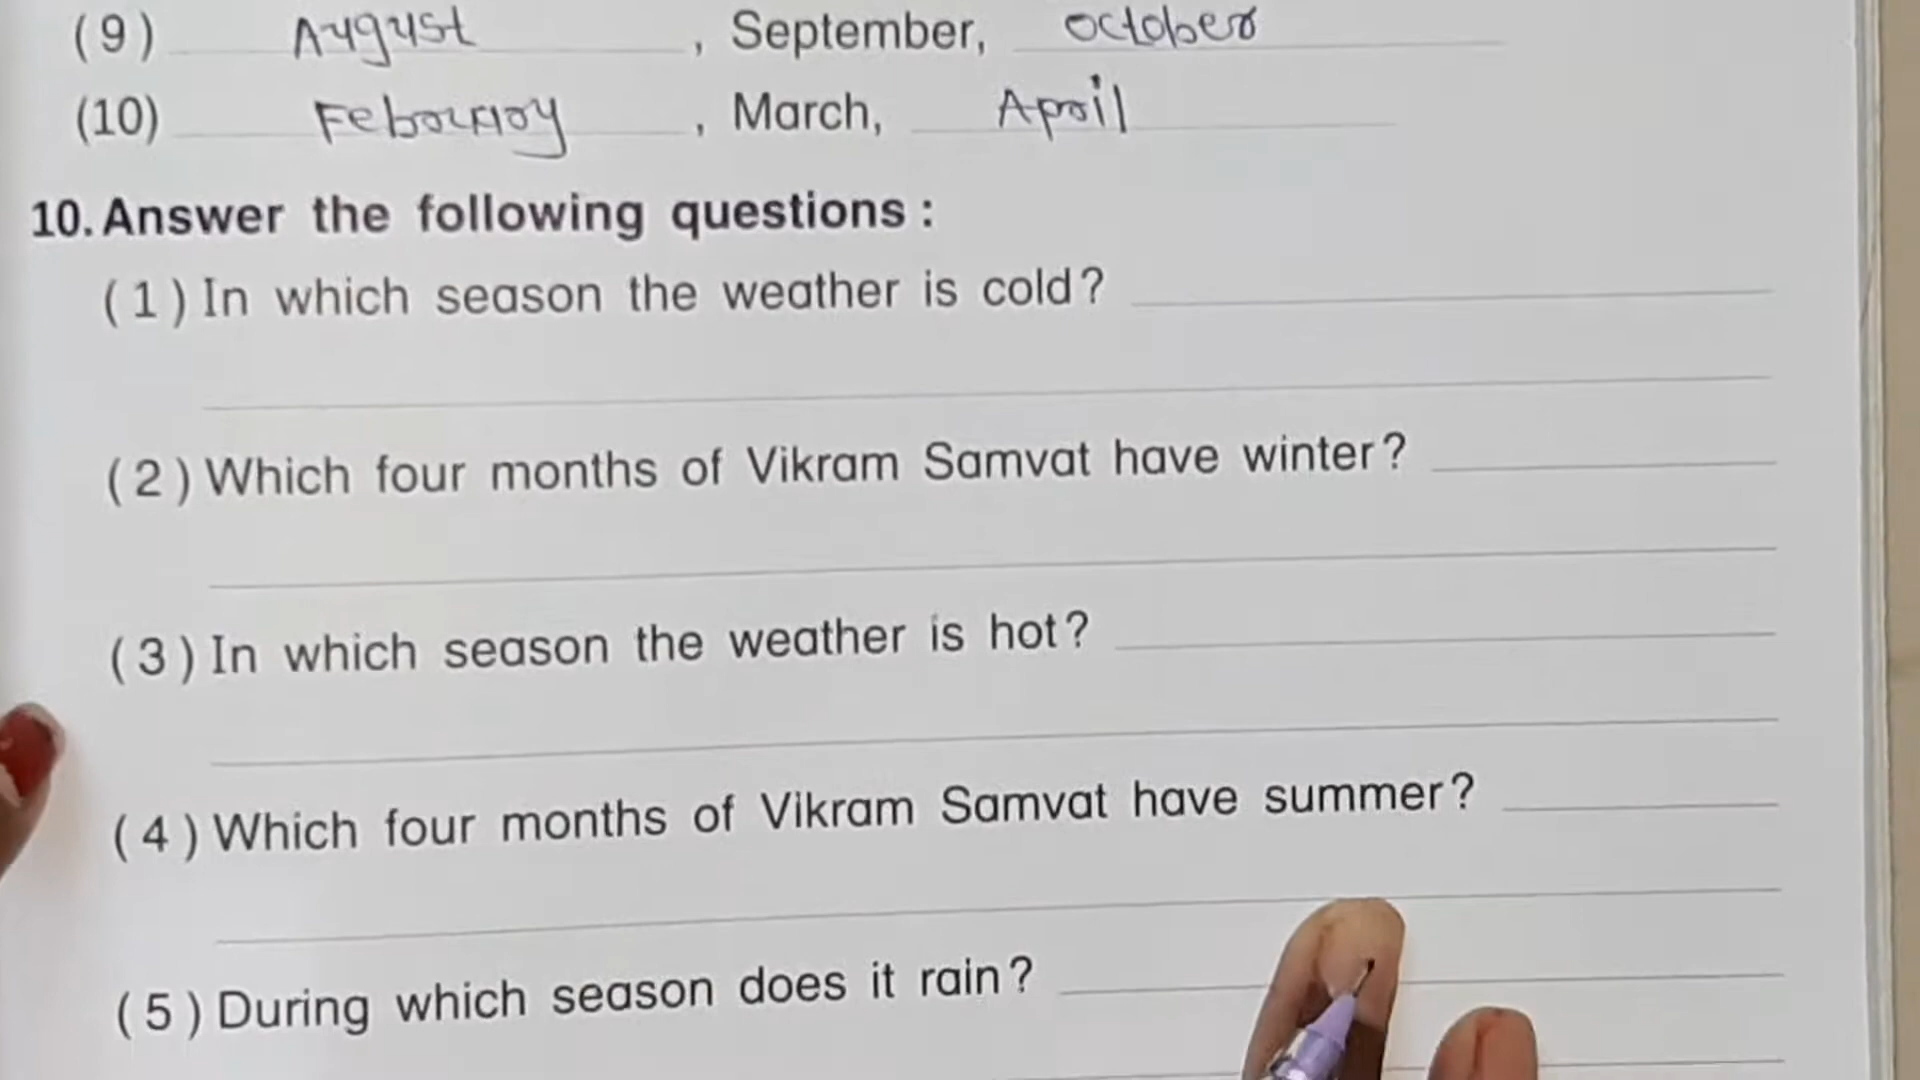 (9) August , September, October
(10) Febourary , March, April
10. Answer the following questions :
(1) In which season the weather is cold?
(2) Which four months of Vikram Samvat have winter?
(3) In which season the weather is hot?
(4) Which four months of Vikram Samvat have summer?
(5) During which season does it rain?